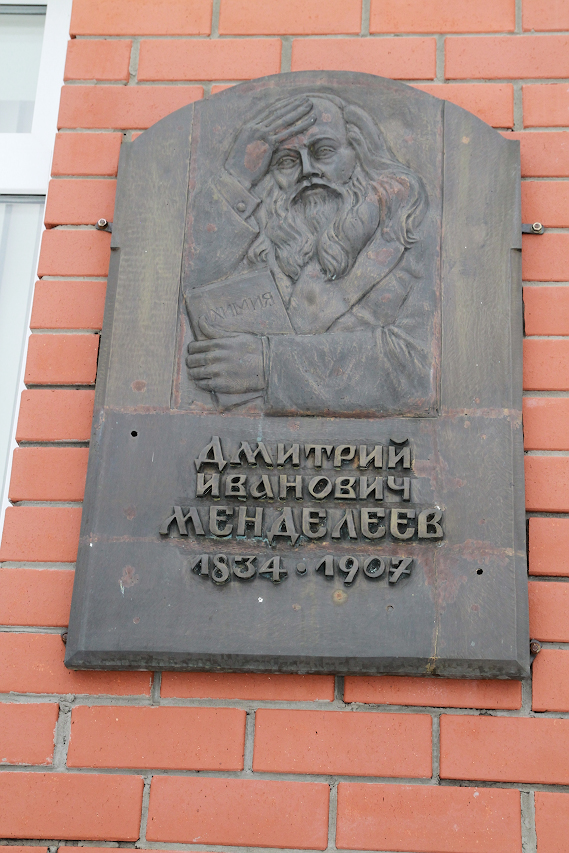 ХИМИЯ
ДМИТРИЙ
ИВАНОВИЧ
МЕНДЕЛЕЕВ
1834 · 1907